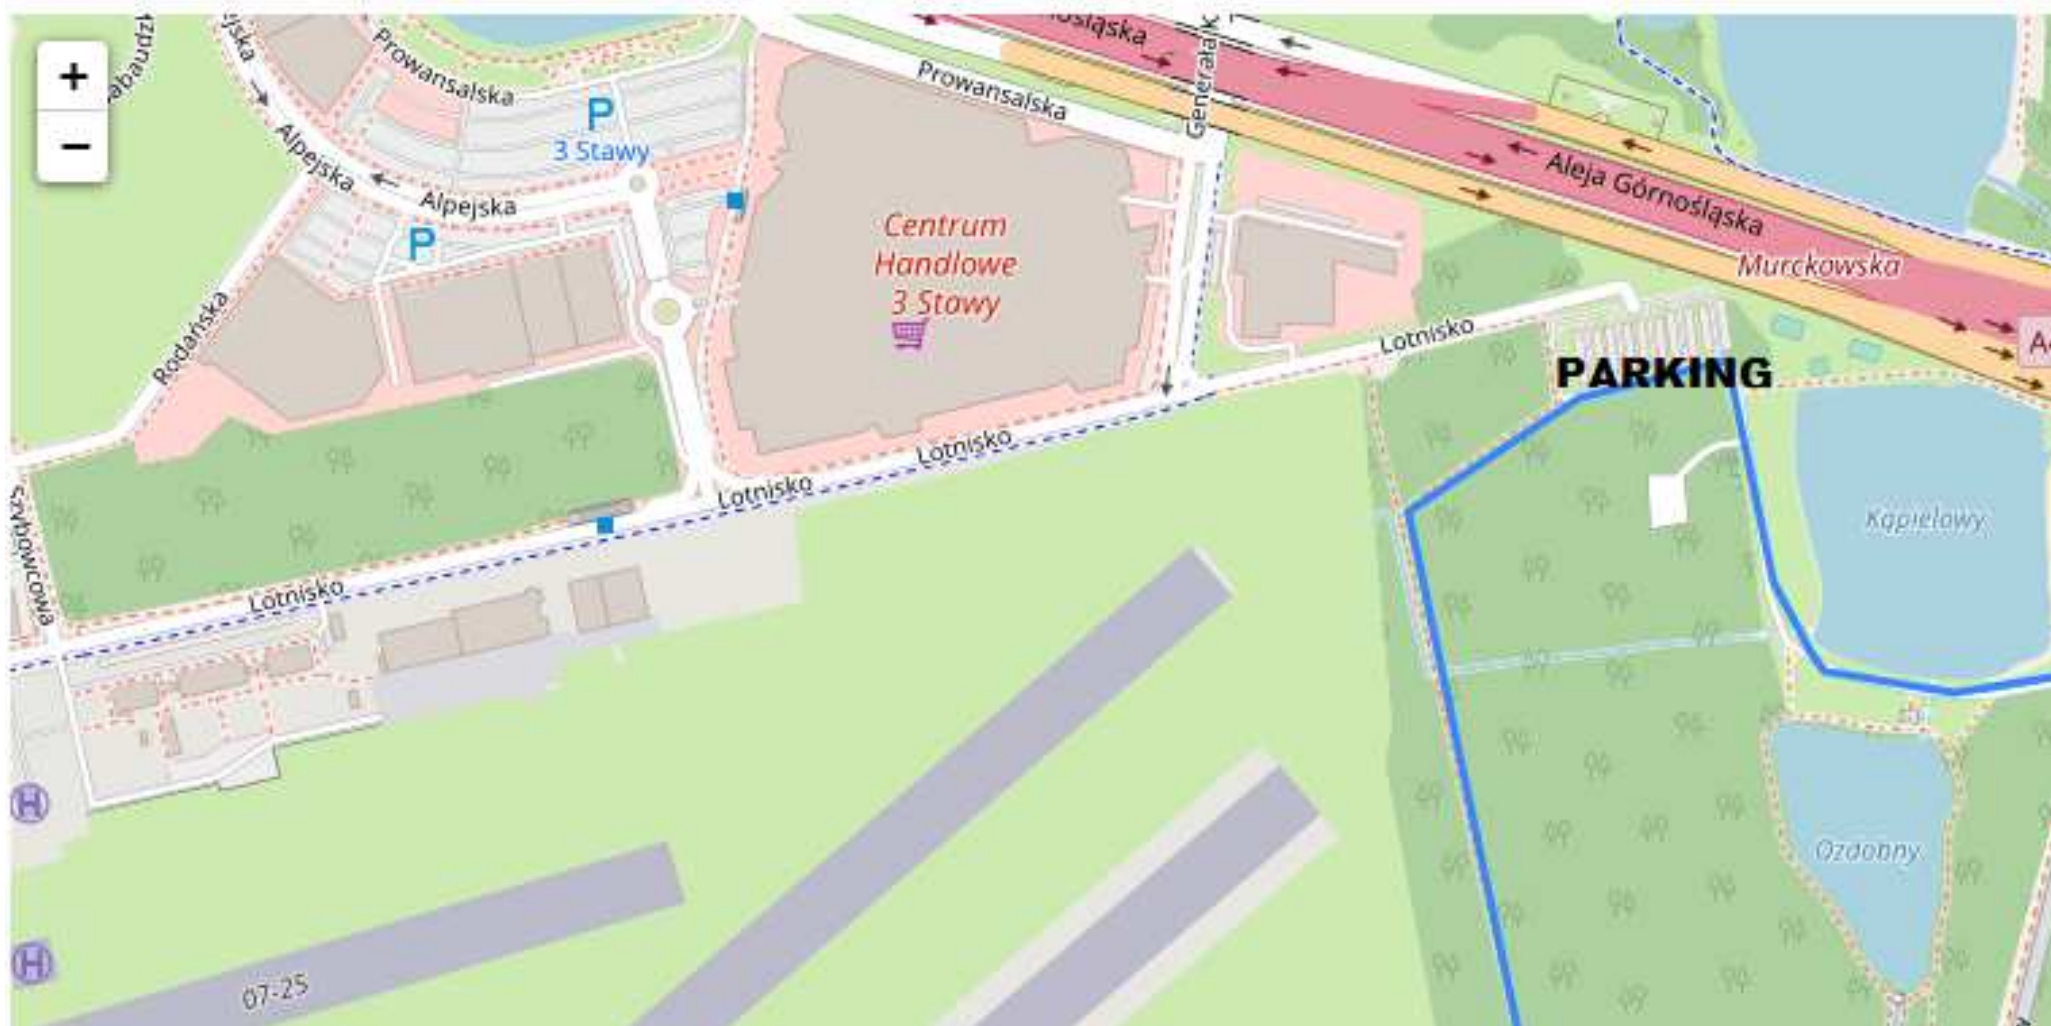 +
−
Prowansalska
P
3 Stawy
Alpejska
Alpejska
P
Rodańska
Centrum
Handlowe
3 Stawy
Prowansalska
Generała K
Aleja Górnośląska
Murckowska
Lotnisko
PARKING
Lotnisko
Lotnisko
Lotnisko
Szybowcowa
Kąpielowy
Ozdobny
H
H
07-25